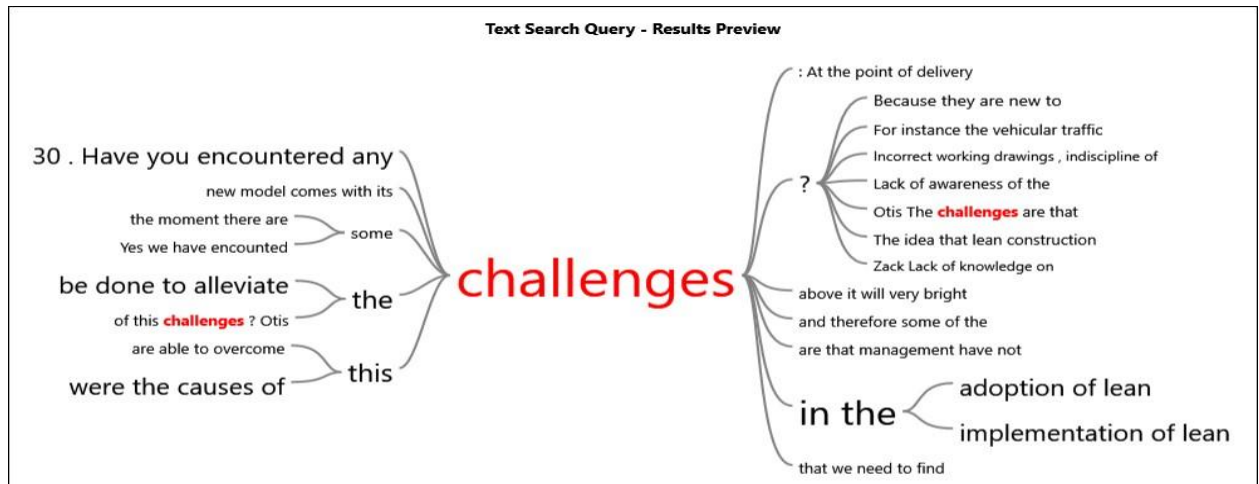 Text Search Query - Results Preview
30 . Have you encountered any
new model comes with its
the moment there are
Yes we have encounted
some
be done to alleviate
of this challenges ? Otis
the
are able to overcome
were the causes of
this
challenges
: At the point of delivery
?
Because they are new to
For instance the vehicular traffic
Incorrect working drawings , indiscipline of
Lack of awareness of the
Otis The challenges are that
The idea that lean construction
Zack Lack of knowledge on
above it will very bright
and therefore some of the
are that management have not
in the
adoption of lean
implementation of lean
that we need to find